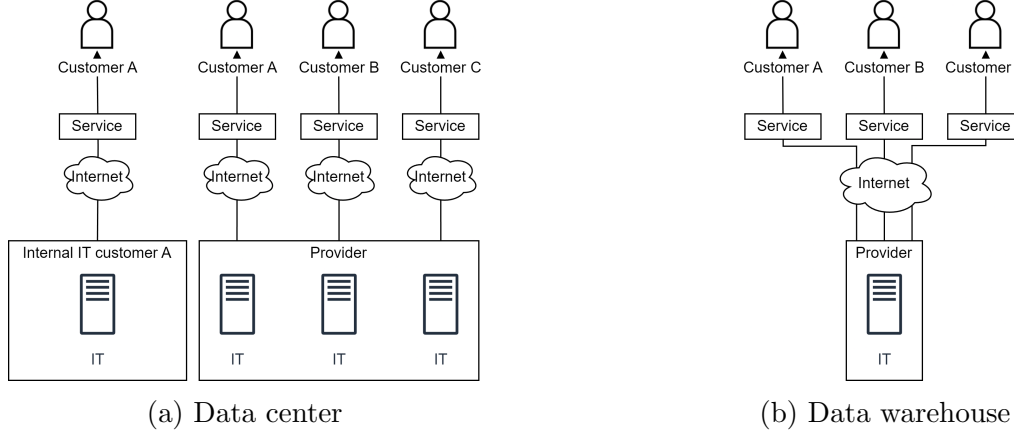 Customer A Customer A Customer B Customer C Customer A Customer B Customer
Service Service Service Service Service Service Service
Internet Internet Internet Internet Internet
Internal IT customer A Provider Provider
IT IT IT IT IT
(a) Data center (b) Data warehouse